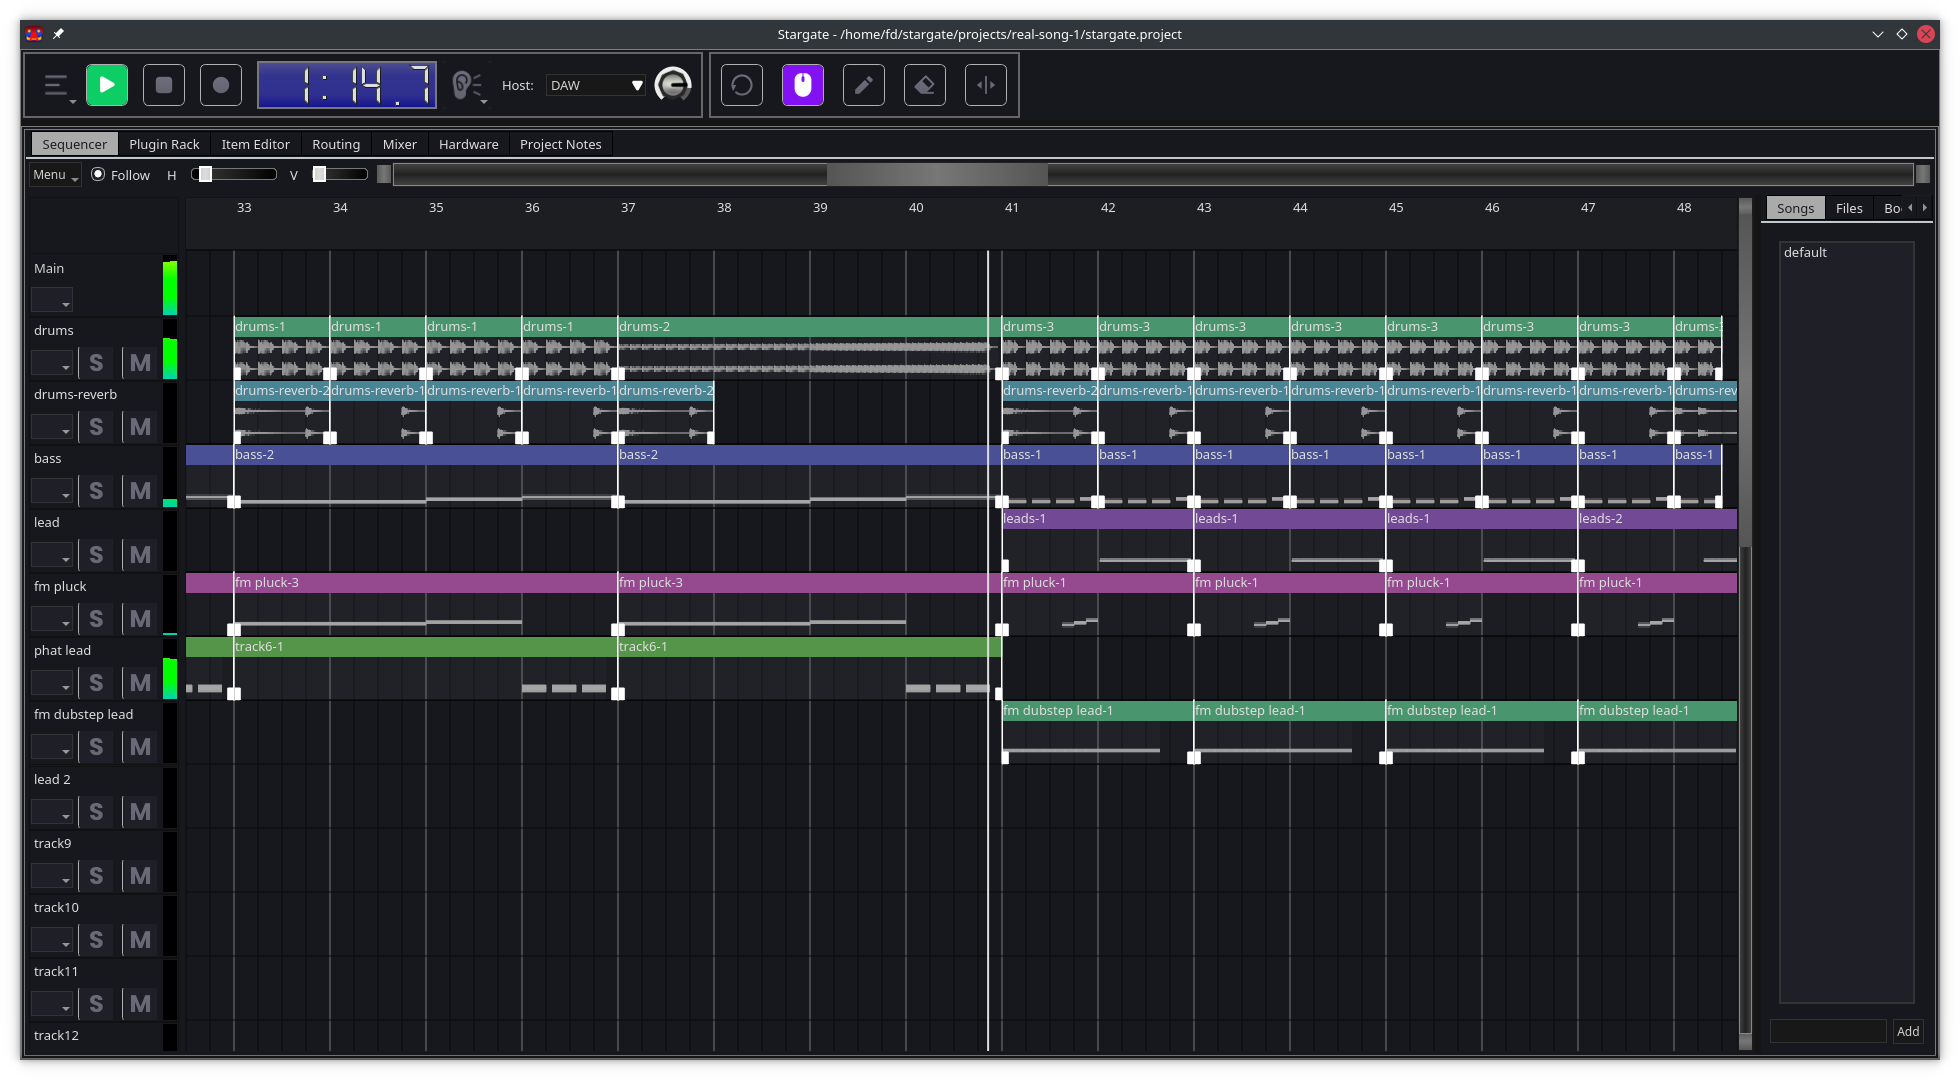 Stargate - /home/fd/stargate/projects/real-song-1/stargate.project
1:14.7 Host: DAW
Sequencer Plugin Rack Item Editor Routing Mixer Hardware Project Notes
Menu Follow H V
33 34 35 36 37 38 39 40 41 42 43 44 45 46 47 48
Songs Files Bo
default
Main
drums
S M
drums-1 drums-1 drums-1 drums-1 drums-2 drums-3 drums-3 drums-3 drums-3 drums-3 drums-3 drums-3 drums-3
drums-reverb
S M
drums-reverb-2 drums-reverb-1 drums-reverb-1 drums-reverb-1 drums-reverb-2 drums-reverb-2 drums-reverb-1 drums-reverb-1 drums-reverb-1 drums-reverb-1 drums-reverb-1 drums-reverb-1 drums-rev
bass
S M
bass-2 bass-2 bass-1 bass-1 bass-1 bass-1 bass-1 bass-1 bass-1 bass-1
lead
S M
leads-1 leads-1 leads-1 leads-2
fm pluck
S M
fm pluck-3 fm pluck-3 fm pluck-1 fm pluck-1 fm pluck-1 fm pluck-1
phat lead
S M
track6-1 track6-1
fm dubstep lead
S M
fm dubstep lead-1 fm dubstep lead-1 fm dubstep lead-1 fm dubstep lead-1
lead 2
S M
track9
S M
track10
S M
track11
S M
track12
Add